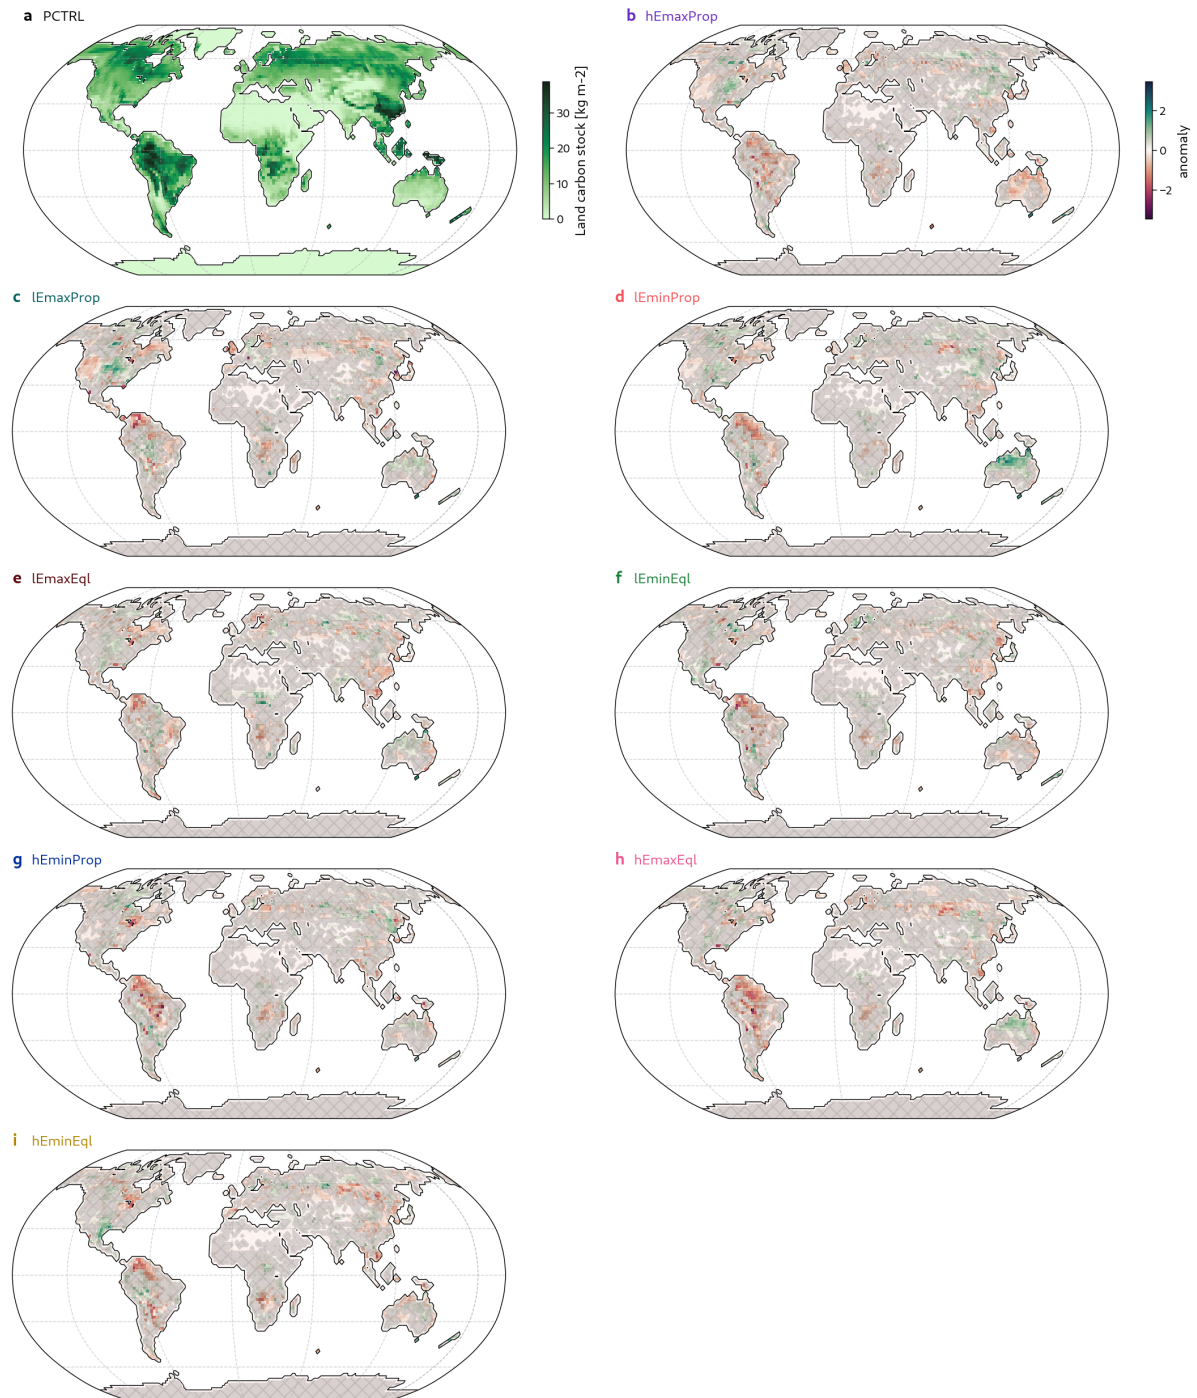 a PCTRL
b hEmaxProp
30
20
10
0
Land carbon stock [kg m-2]
2
0
−2
anomaly
c lEmaxProp
d lEminProp
e lEmaxEql
f lEminEql
g hEminProp
h hEmaxEql
i hEminEql